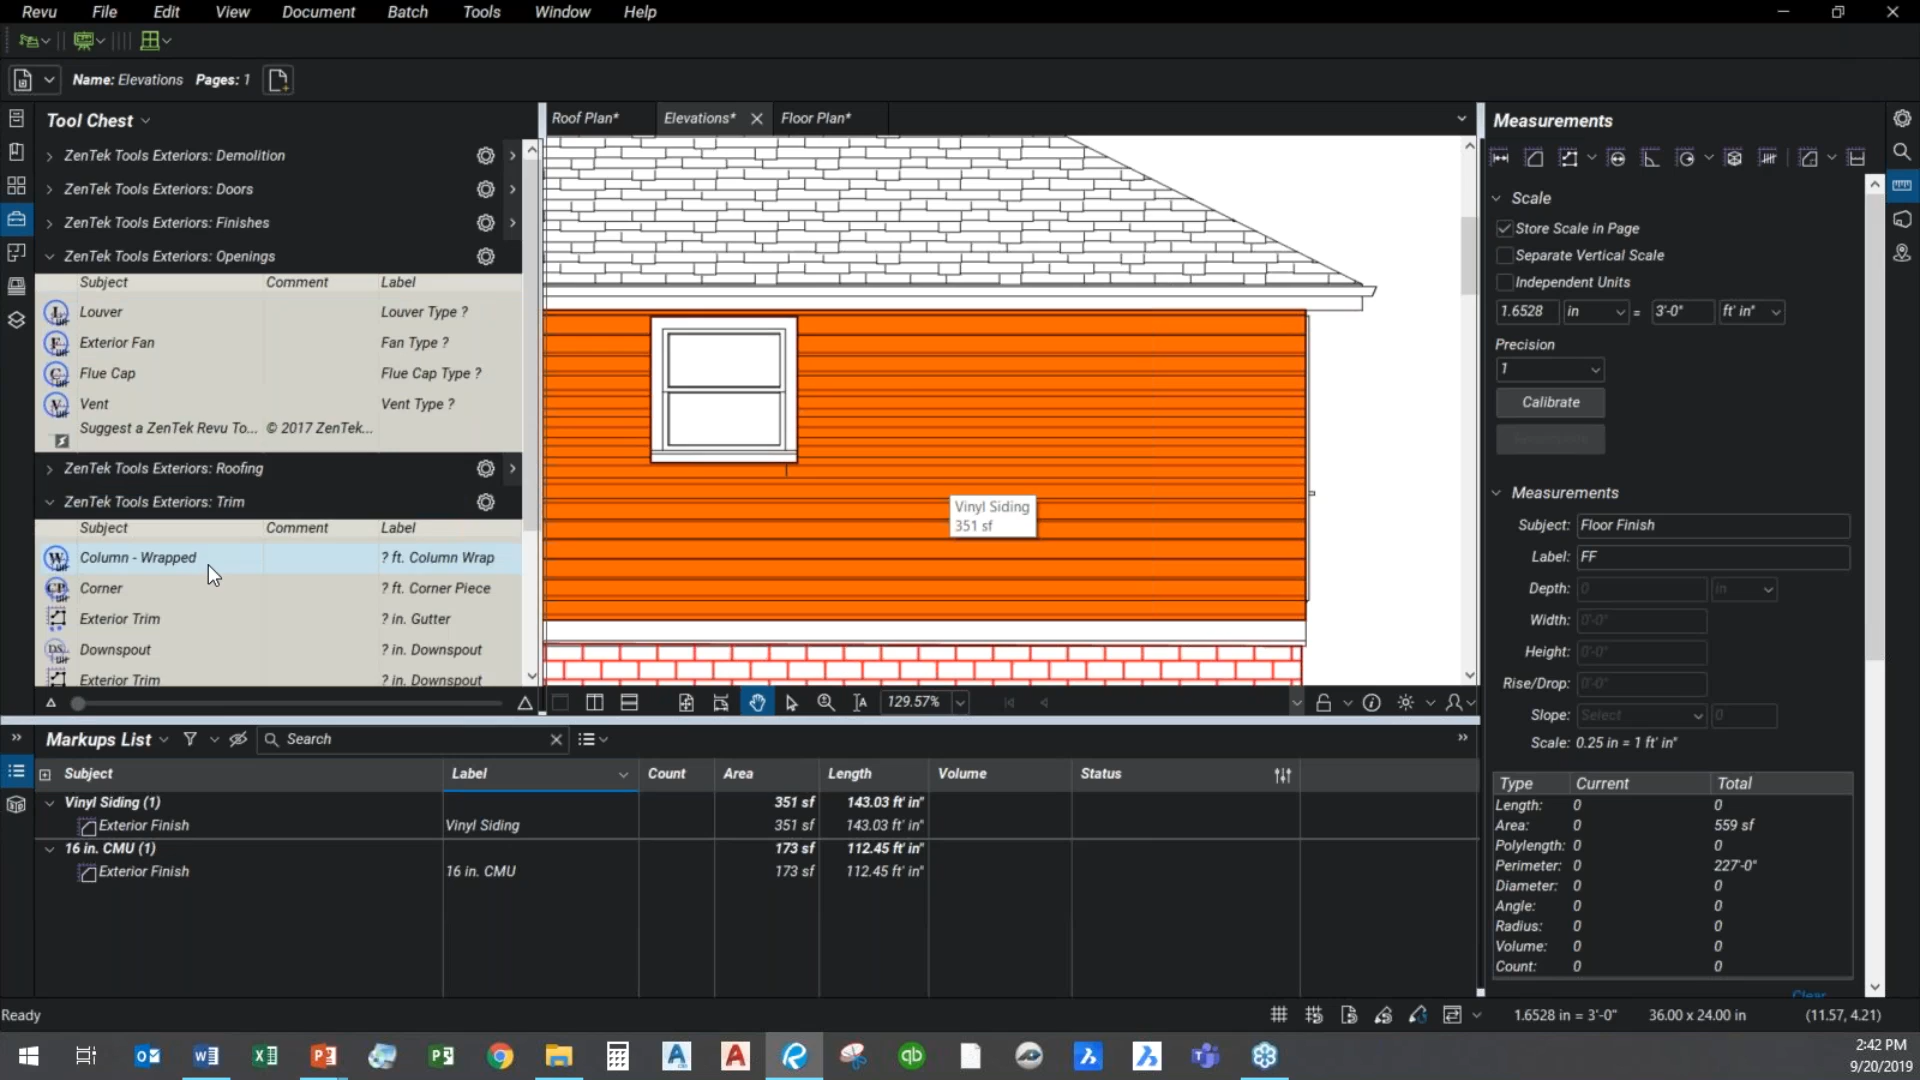 Revu File Edit View Document Batch Tools Window Help
Name: Elevations Pages: 1
Tool Chest
ZenTek Tools Exteriors: Demolition
ZenTek Tools Exteriors: Doors
ZenTek Tools Exteriors: Finishes
ZenTek Tools Exteriors: Openings
Subject Comment Label
Louver Louver Type ?
Exterior Fan Fan Type ?
Flue Cap Flue Cap Type ?
Vent Vent Type ?
Suggest a ZenTek Revu To... © 2017 ZenTek...
ZenTek Tools Exteriors: Roofing
ZenTek Tools Exteriors: Trim
Subject Comment Label
Column - Wrapped ? ft. Column Wrap
Corner ? ft. Corner Piece
Exterior Trim ? in. Gutter
Downspout ? in. Downspout
Exterior Trim ? in. Downspout
Roof Plan* Elevations* Floor Plan*
Vinyl Siding
351 sf
129.57%
Measurements
Scale
Store Scale in Page
Separate Vertical Scale
Independent Units
1.6528 in = 3'-0" ft' in"
Precision
1
Calibrate
Measurements
Subject: Floor Finish
Label: FF
Depth: 0 in
Width: 0'-0"
Height: 0'-0"
Rise/Drop: 0'-0"
Slope: Select 0
Scale: 0.25 in = 1 ft' in"
Type Current Total
Length: 0 0
Area: 0 559 sf
Polylength: 0 0
Perimeter: 0 227'-0"
Diameter: 0 0
Angle: 0 0
Radius: 0 0
Volume: 0 0
Count: 0 0
Clear
Markups List Search
Subject Label Count Area Length Volume Status
Vinyl Siding (1) 351 sf 143.03 ft' in"
Exterior Finish Vinyl Siding 351 sf 143.03 ft' in"
16 in. CMU (1) 173 sf 112.45 ft' in"
Exterior Finish 16 in. CMU 173 sf 112.45 ft' in"
Ready 1.6528 in = 3'-0" 36.00 x 24.00 in (11.57, 4.21)
2:42 PM
9/20/2019